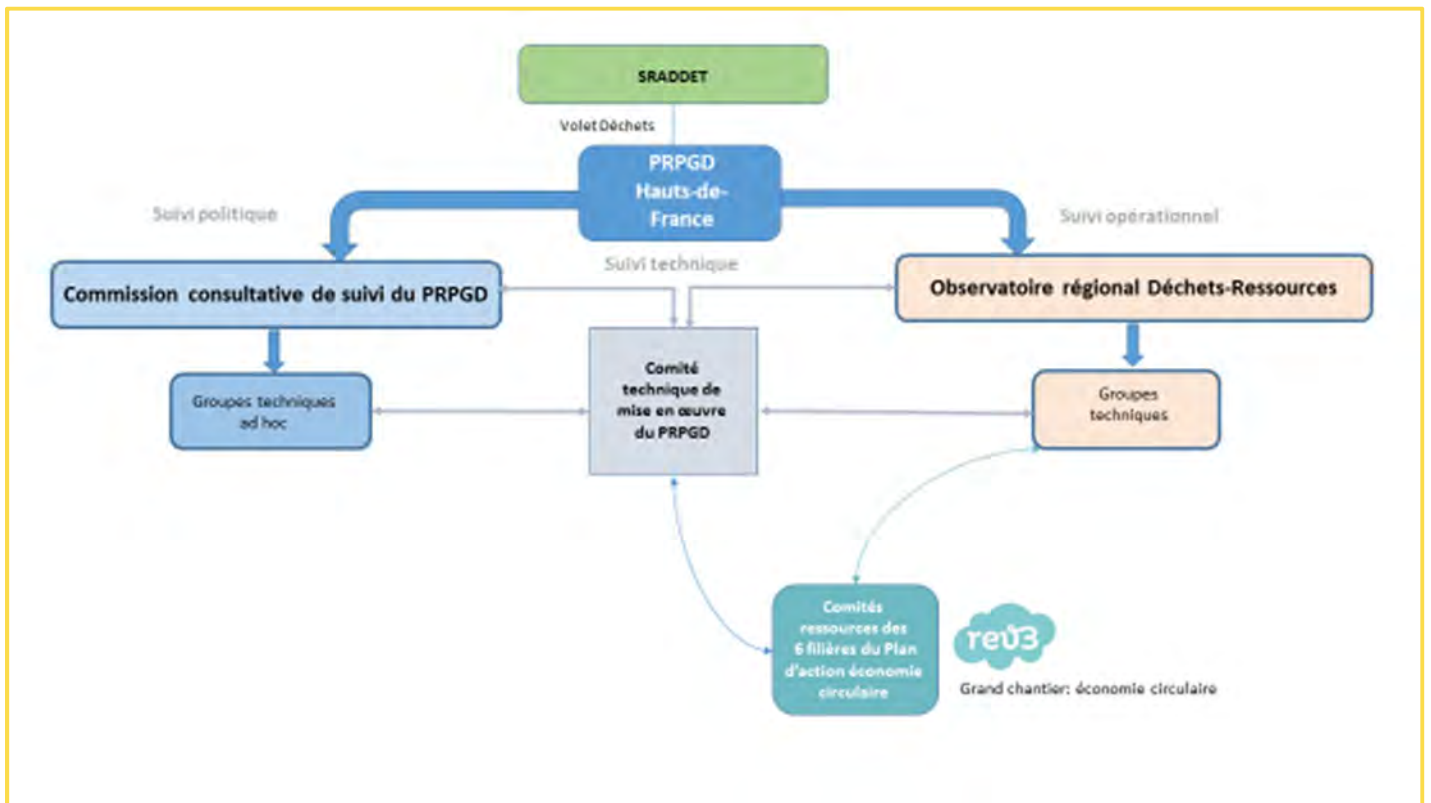 SRADDET
Volet Déchets
PRPGD
Hauts-de-
France
Suivi politique
Suivi opérationnel
Suivi technique
Commission consultative de suivi du PRPGD
Observatoire régional Déchets-Ressources
Groupes techniques
ad hoc
Comité
technique de
mise en œuvre
du PRPGD
Groupes
techniques
Comités
ressources des
6 filières du Plan
d'action économie
circulaire
rev3
Grand chantier: économie circulaire